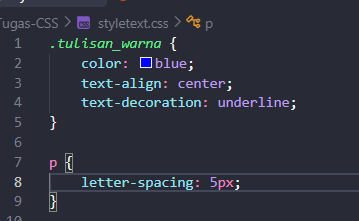 Tugas-CSS > styletext.css > p
1 .tulisan_warna {
2 color: blue;
3 text-align: center;
4 text-decoration: underline;
5 }
6
7 p {
8 letter-spacing: 5px;
9 }